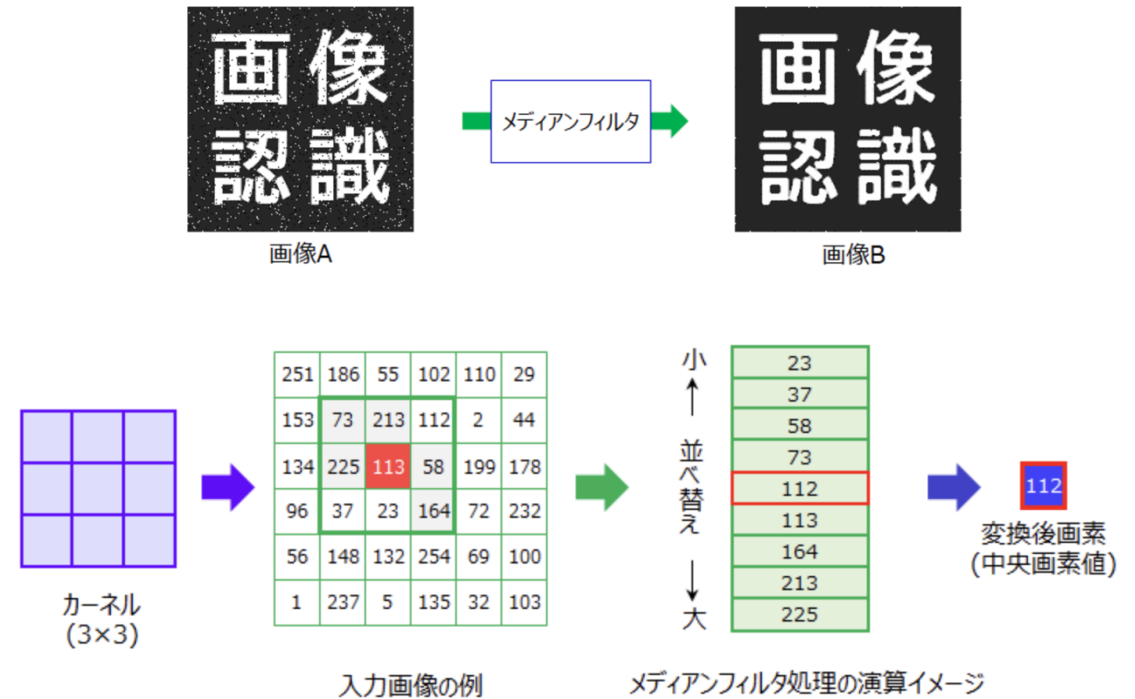 画像
認識
メディアンフィルタ
画像
認識
画像A
画像B
251 186 55 102 110 29
153 73 213 112 2 44
134 225 113 58 199 178
96 37 23 164 72 232
56 148 132 254 69 100
1 237 5 135 32 103
カーネル
(3×3)
入力画像の例
小
並べ替え
大
23
37
58
73
112
113
164
213
225
メディアンフィルタ処理の演算イメージ
112
変換後画素
(中央画素値)